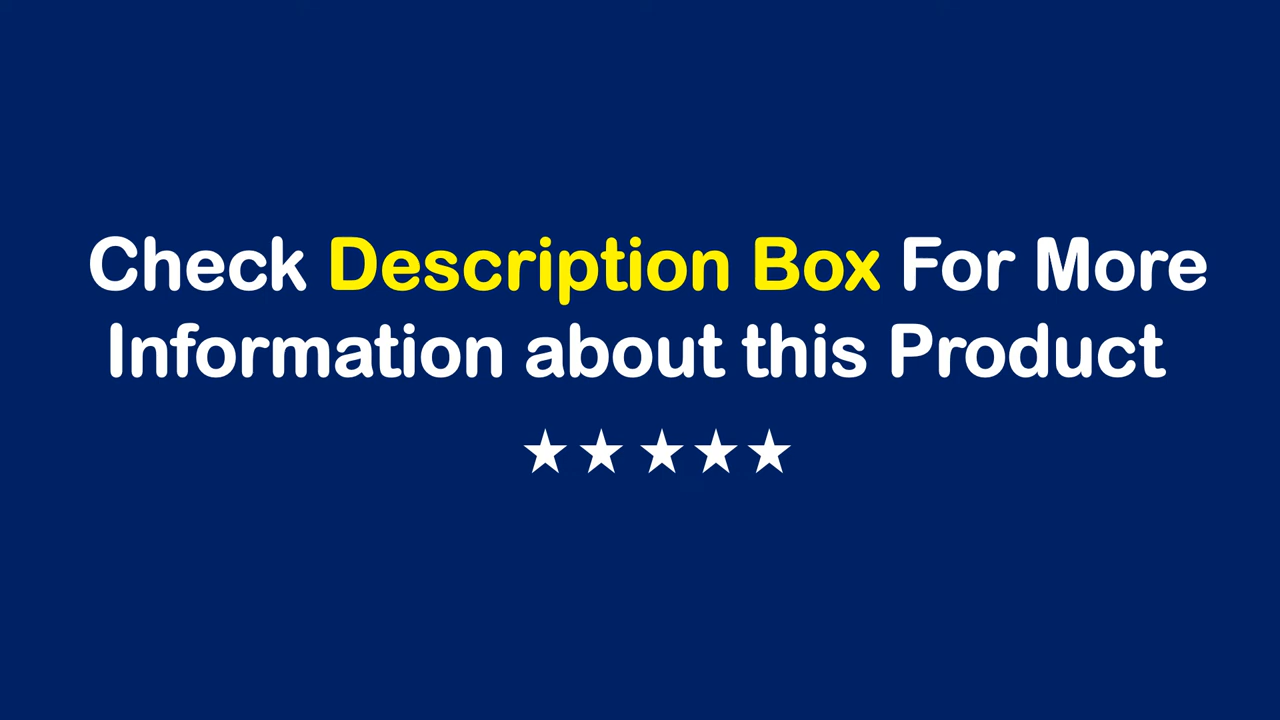 Check Description Box For More
Information about this Product
★★★★★